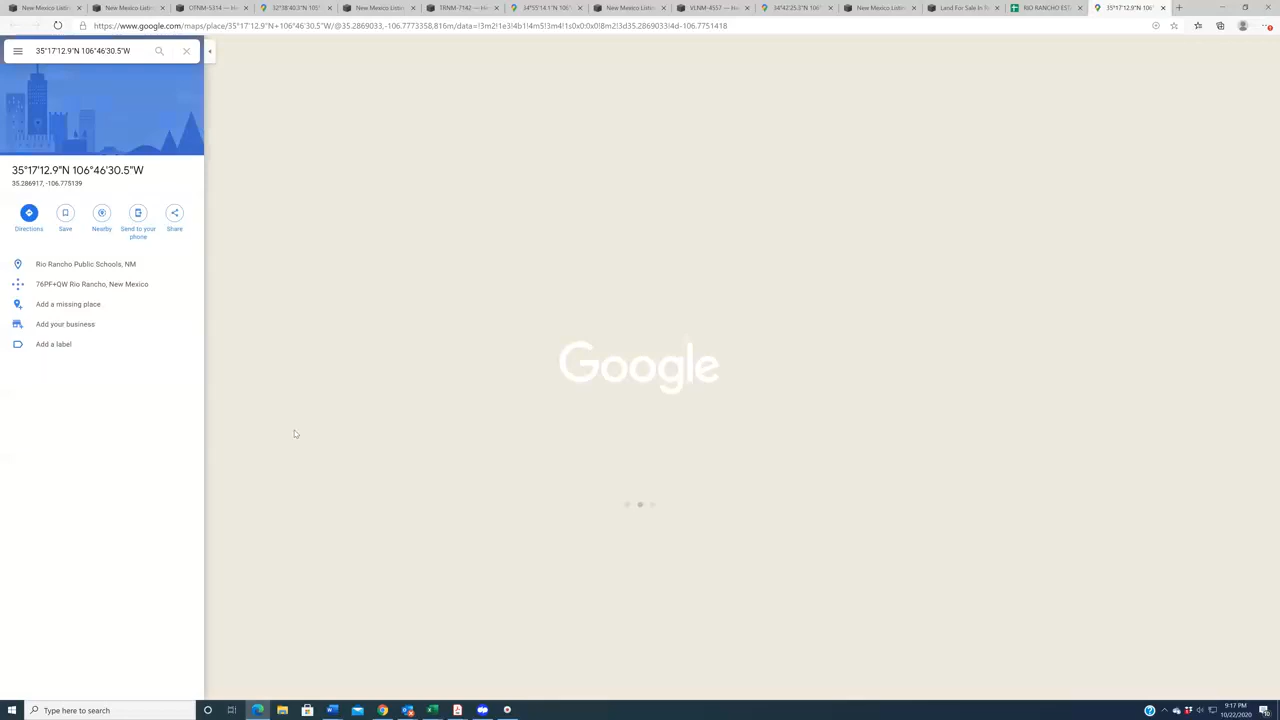 New Mexico Listi
New Mexico Listi
OTNM-5314 — H
32°38'40.3"N 105°
New Mexico Listi
TBNM-7142 — H
34°55'14.1"N 106°
New Mexico Listi
VLNM-4557 — H
34°42'25.3"N 106°
New Mexico Listi
Land For Sale In R
RIO RANCHO EST
35°17'12.9"N 106°
https://www.google.com/maps/place/35°17'12.9"N+106°46'30.5"W/@35.2869033,-106.7773358,816m/data=!3m2!1e3!4b1!4m5!3m4!1s0x0:0x0!8m2!3d35.2869033!4d-106.7751418
35°17'12.9"N 106°46'30.5"W
35°17'12.9"N 106°46'30.5"W
35.286917, -106.775139
Directions
Save
Nearby
Send to your
phone
Share
Rio Rancho Public Schools, NM
76PF+QW Rio Rancho, New Mexico
Add a missing place
Add your business
Add a label
Google
Type here to search
9:17 PM
10/22/2020